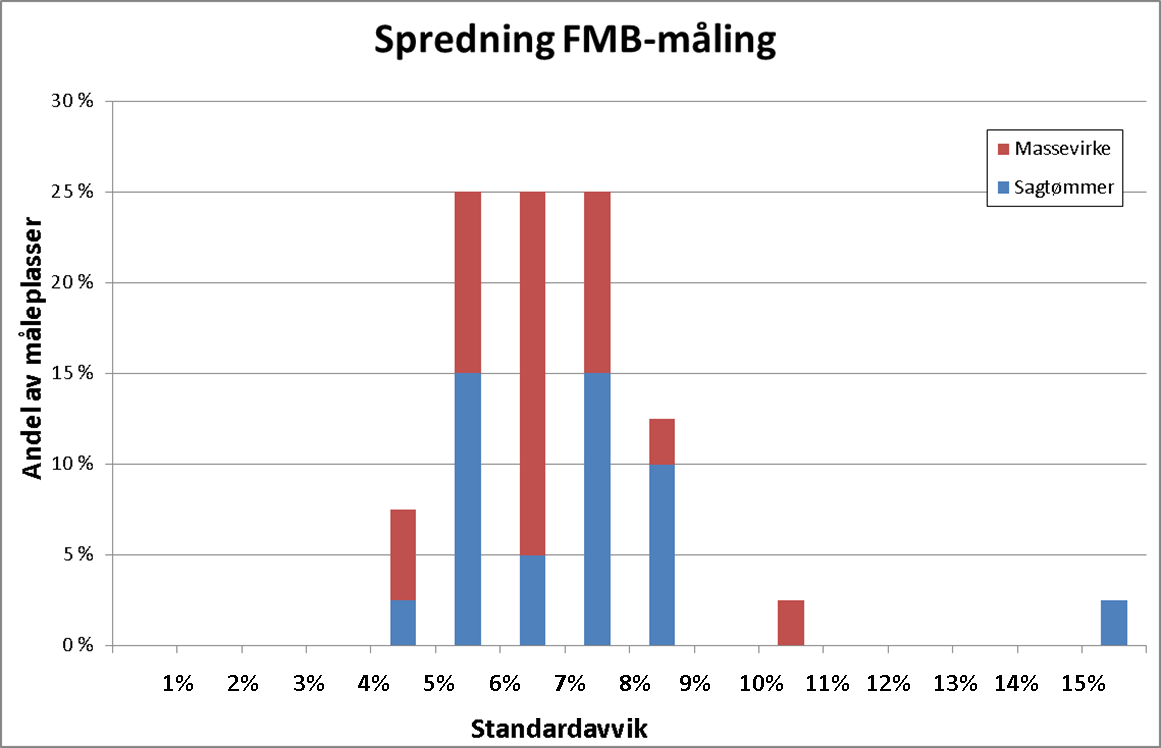 Spredning FMB-måling
30 %
25 %
20 %
15 %
10 %
5 %
0 %
Andel av måleplasser
Massevirke
Sagtømmer
1% 2% 3% 4% 5% 6% 7% 8% 9% 10% 11% 12% 13% 14% 15%
Standardavvik